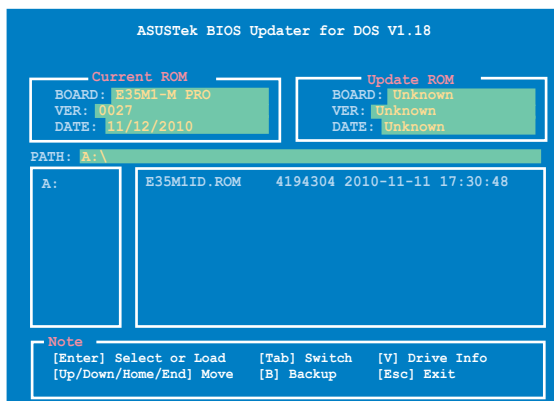 ASUSTek BIOS Updater for DOS V1.18
Current ROM
BOARD: E35M1-M PRO
VER: 0027
DATE: 11/12/2010
Update ROM
BOARD: Unknown
VER: Unknown
DATE: Unknown
PATH: A:\
A:
E35M1ID.ROM 4194304 2010-11-11 17:30:48
Note
[Enter] Select or Load [Tab] Switch [V] Drive Info
[Up/Down/Home/End] Move [B] Backup [Esc] Exit